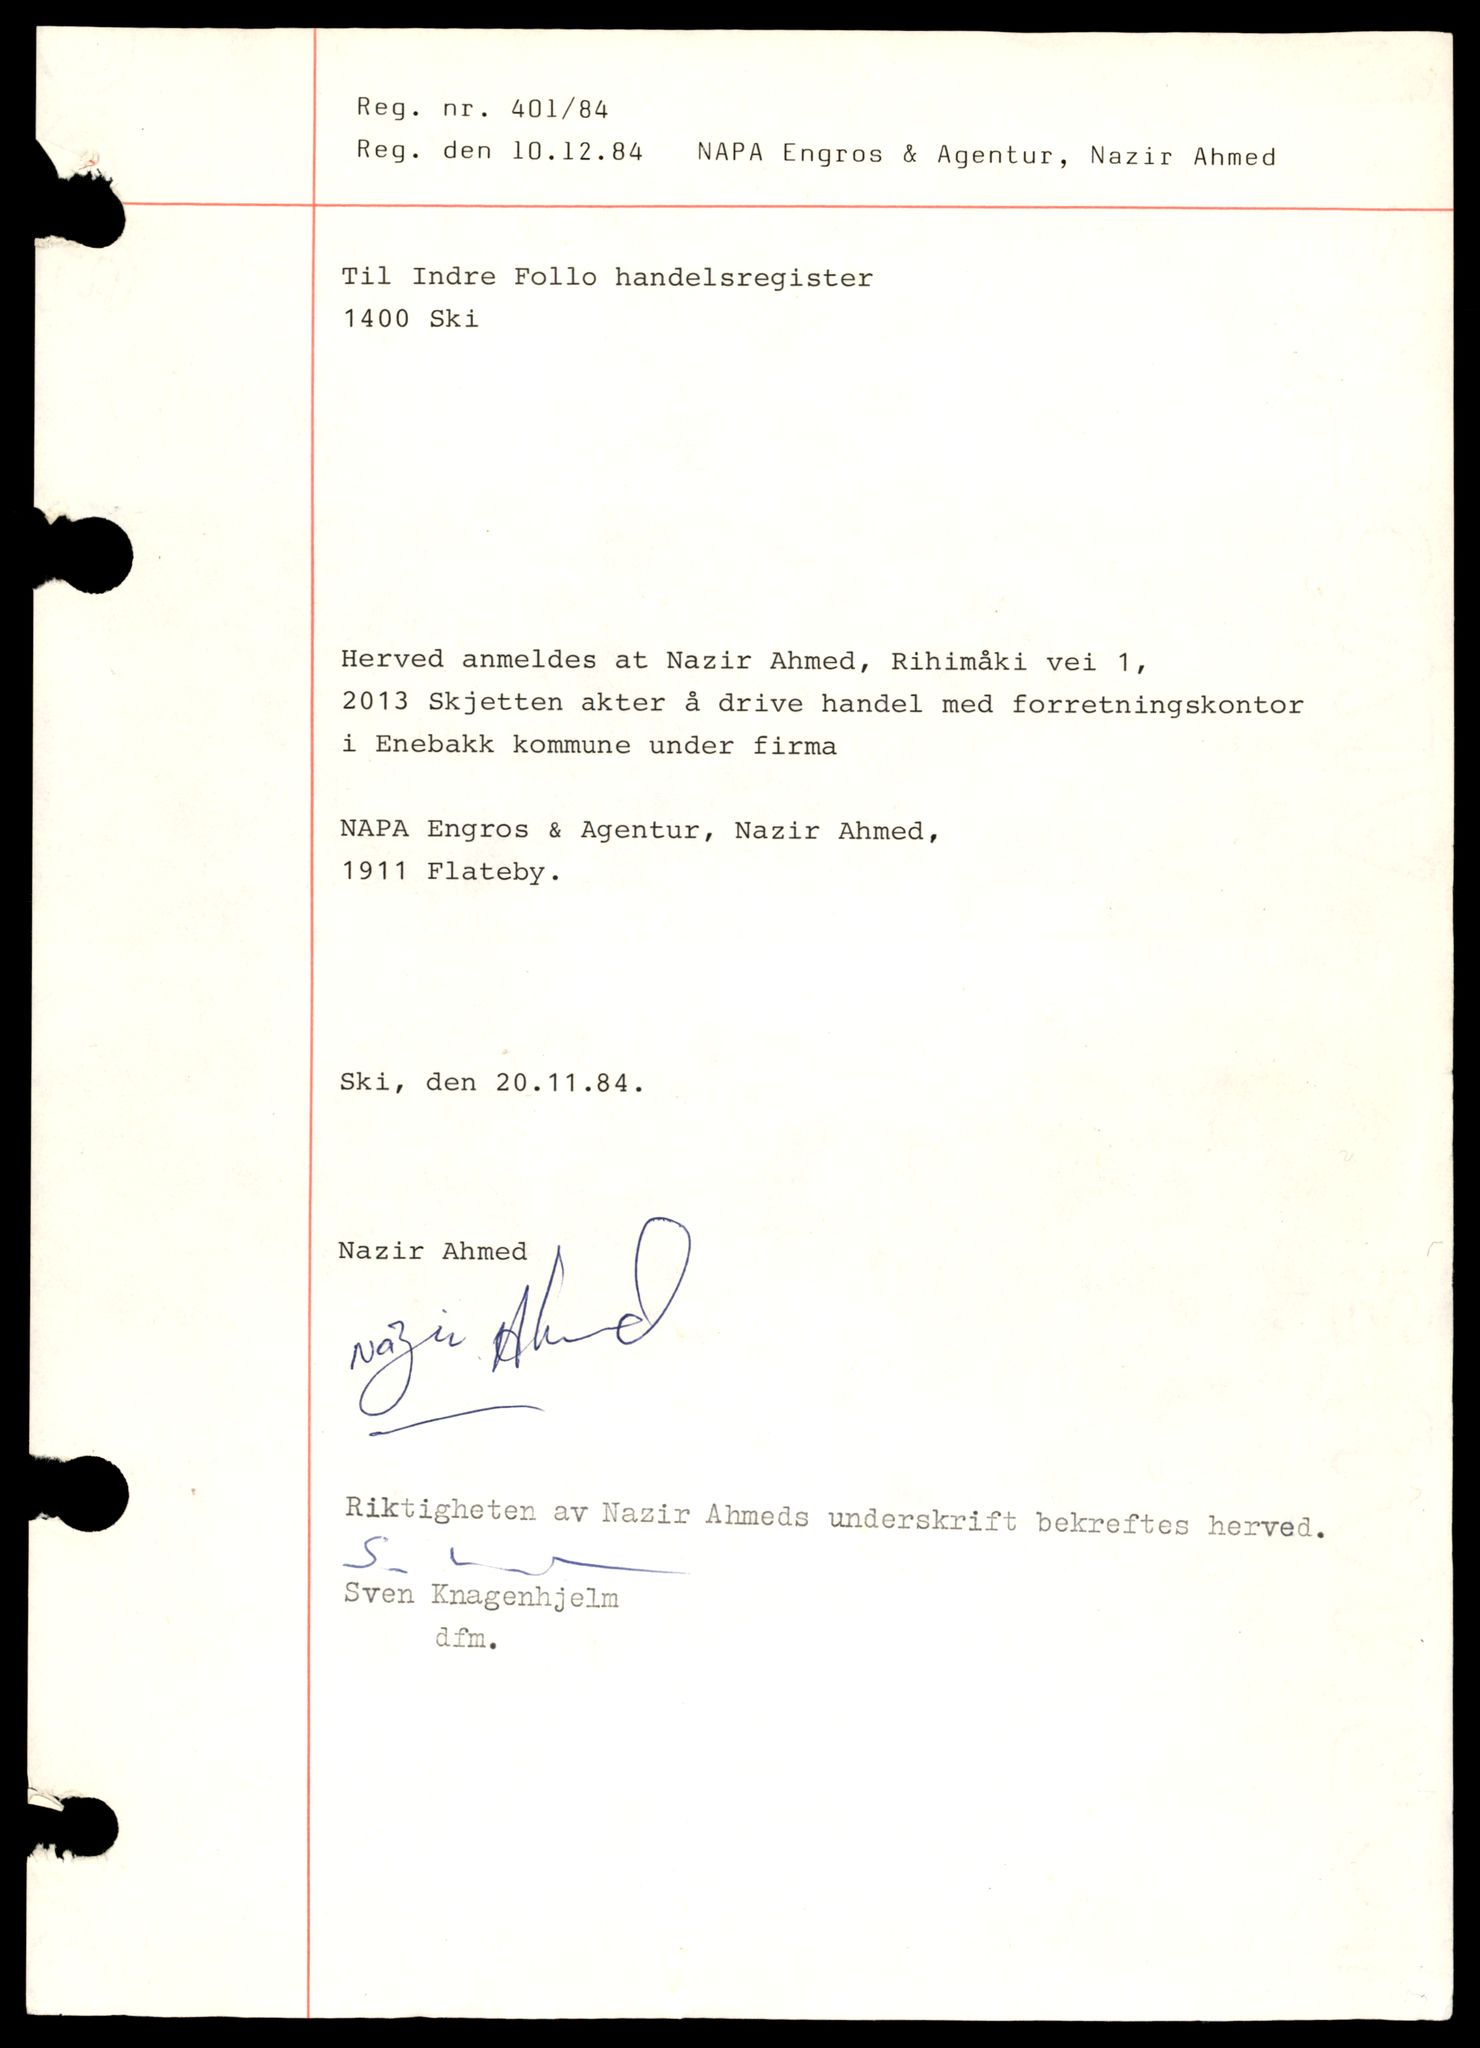 Reg. nr. 401/84
Reg. den 10.12.84 NAPA Engros & Agentur, Nazir Ahmed
Til Indre Follo handelsregister
1400 Ski
Herved anmeldes at Nazir Ahmed, Rihimåki vei 1,
2013 Skjetten akter å drive handel med forretningskontor
i Enebakk kommune under firma
NAPA Engros & Agentur, Nazir Ahmed,
1911 Flateby.
Ski, den 20.11.84.
Nazir Ahmed
Nazir Ahmed
Riktigheten av Nazir Ahmeds underskrift bekreftes herved.
Sven Knagenhjelm
dfm.